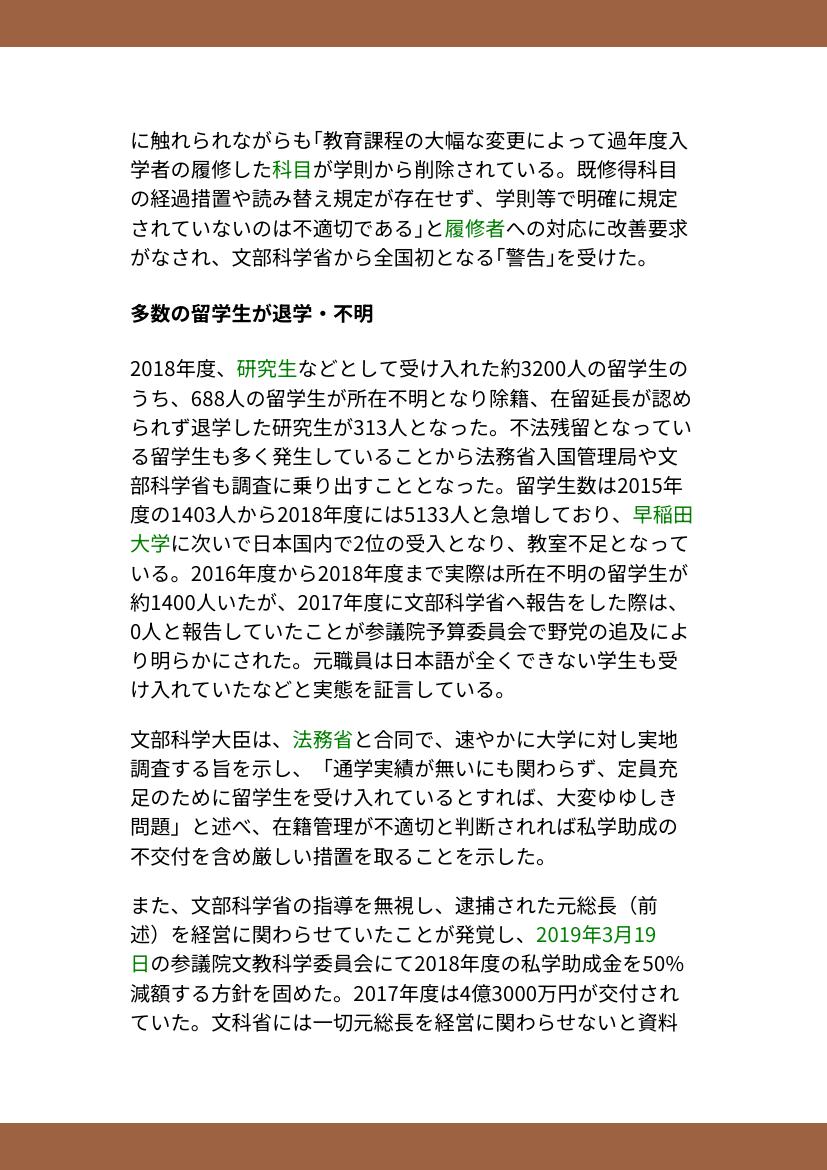 に触れられながらも｢教育課程の大幅な変更によって過年度入
学者の履修した科目が学則から削除されている。既修得科目
の経過措置や読み替え規定が存在せず、学則等で明確に規定
されていないのは不適切である｣と履修者への対応に改善要求
がなされ、文部科学省から全国初となる｢警告｣を受けた。
多数の留学生が退学・不明
2018年度、研究生などとして受け入れた約3200人の留学生の
うち、688人の留学生が所在不明となり除籍、在留延長が認め
られず退学した研究生が313人となった。不法残留となってい
る留学生も多く発生していることから法務省入国管理局や文
部科学省も調査に乗り出すこととなった。留学生数は2015年
度の1403人から2018年度には5133人と急増しており、早稲田
大学に次いで日本国内で2位の受入となり、教室不足となって
いる。2016年度から2018年度まで実際は所在不明の留学生が
約1400人いたが、2017年度に文部科学省へ報告をした際は、
0人と報告していたことが参議院予算委員会で野党の追及によ
り明らかにされた。元職員は日本語が全くできない学生も受
け入れていたなどと実態を証言している。
文部科学大臣は、法務省と合同で、速やかに大学に対し実地
調査する旨を示し、「通学実績が無いにも関わらず、定員充
足のために留学生を受け入れているとすれば、大変ゆゆしき
問題」と述べ、在籍管理が不適切と判断されれば私学助成の
不交付を含め厳しい措置を取ることを示した。
また、文部科学省の指導を無視し、逮捕された元総長（前
述）を経営に関わらせていたことが発覚し、2019年3月19
日の参議院文教科学委員会にて2018年度の私学助成金を50%
減額する方針を固めた。2017年度は4億3000万円が交付され
ていた。文科省には一切元総長を経営に関わらせないと資料